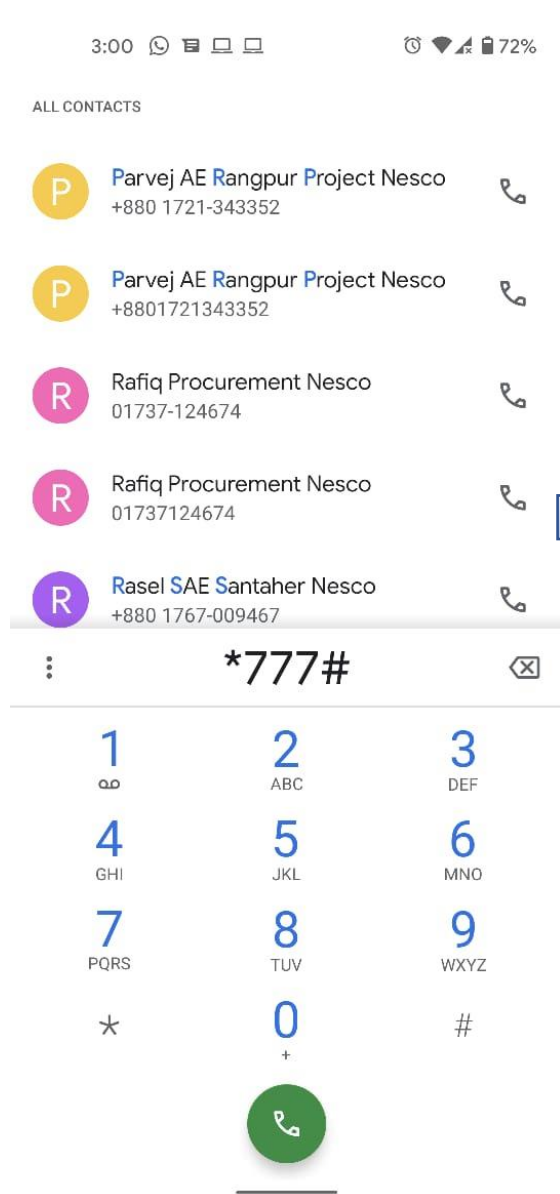 3:00 72%
ALL CONTACTS
P Parvej AE Rangpur Project Nesco
+880 1721-343352
P Parvej AE Rangpur Project Nesco
+8801721343352
R Rafiq Procurement Nesco
01737-124674
R Rafiq Procurement Nesco
01737124674
R Rasel SAE Santaher Nesco
+880 1767-009467
*777#
1 2 3
ABC DEF
4 5 6
GHI JKL MNO
7 8 9
PQRS TUV WXYZ
* 0 #
+